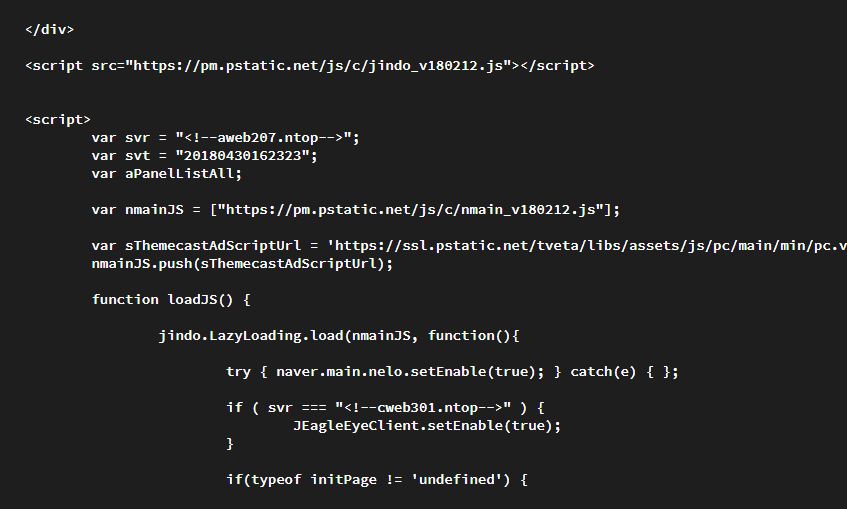 </div>
<script src="https://pm.pstatic.net/js/c/jindo_v180212.js"></script>
<script>
var svr = "<!--aweb207.ntop-->";
var svt = "20180430162323";
var aPanelListAll;
var nmainJS = ["https://pm.pstatic.net/js/c/nmain_v180212.js"];
var sThemecastAdScriptUrl = 'https://ssl.pstatic.net/tveta/libs/assets/js/pc/main/min/pc.v
nmainJS.push(sThemecastAdScriptUrl);
function loadJS() {
jindo.LazyLoading.load(nmainJS, function(){
try { naver.main.nelo.setEnable(true); } catch(e) { };
if ( svr === "<!--cweb301.ntop-->" ) {
JEagleEyeClient.setEnable(true);
}
if(typeof initPage != 'undefined') {